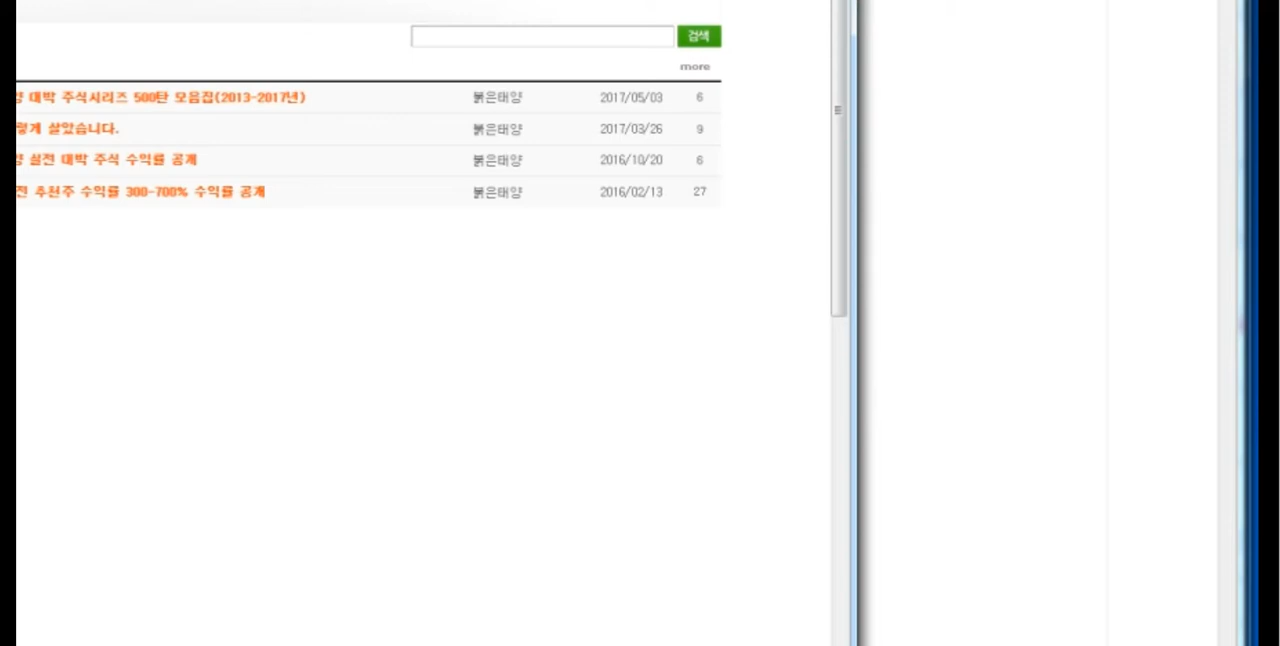 검색
more
대박 주식시리즈 500탄 모음집(2013-2017년) 붉은태양 2017/05/03 6
렇게 살았습니다. 붉은태양 2017/03/26 9
실전 대박 주식 수익률 공개 붉은태양 2016/10/20 6
전 추천주 수익률 300-700% 수익률 공개 붉은태양 2016/02/13 27